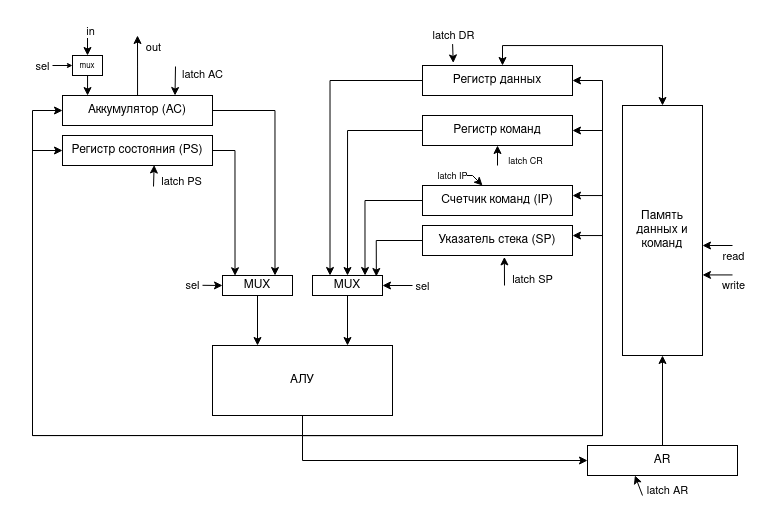 in
out
sel
mux
latch AC
Аккумулятор (AC)
Регистр состояния (PS)
latch PS
latch DR
Регистр данных
Регистр команд
latch CR
latch IP
Счетчик команд (IP)
Указатель стека (SP)
latch SP
Память
данных и
команд
read
write
sel
MUX
MUX
sel
АЛУ
AR
latch AR